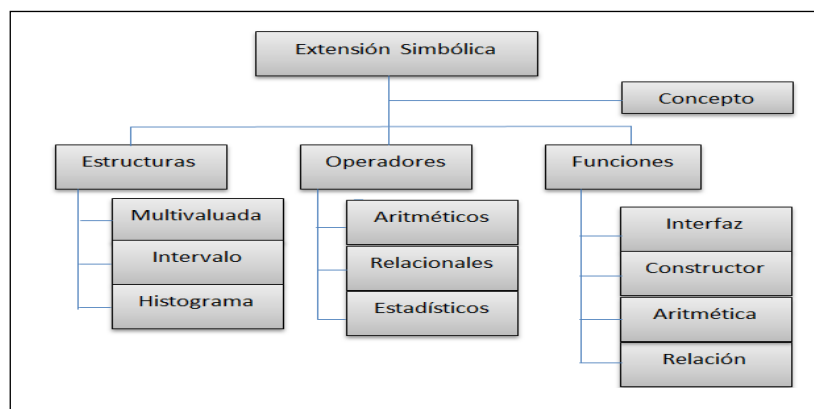 Extensión Simbólica
Concepto
Estructuras
Operadores
Funciones
Multivaluada
Intervalo
Histograma
Aritméticos
Relacionales
Estadísticos
Interfaz
Constructor
Aritmética
Relación